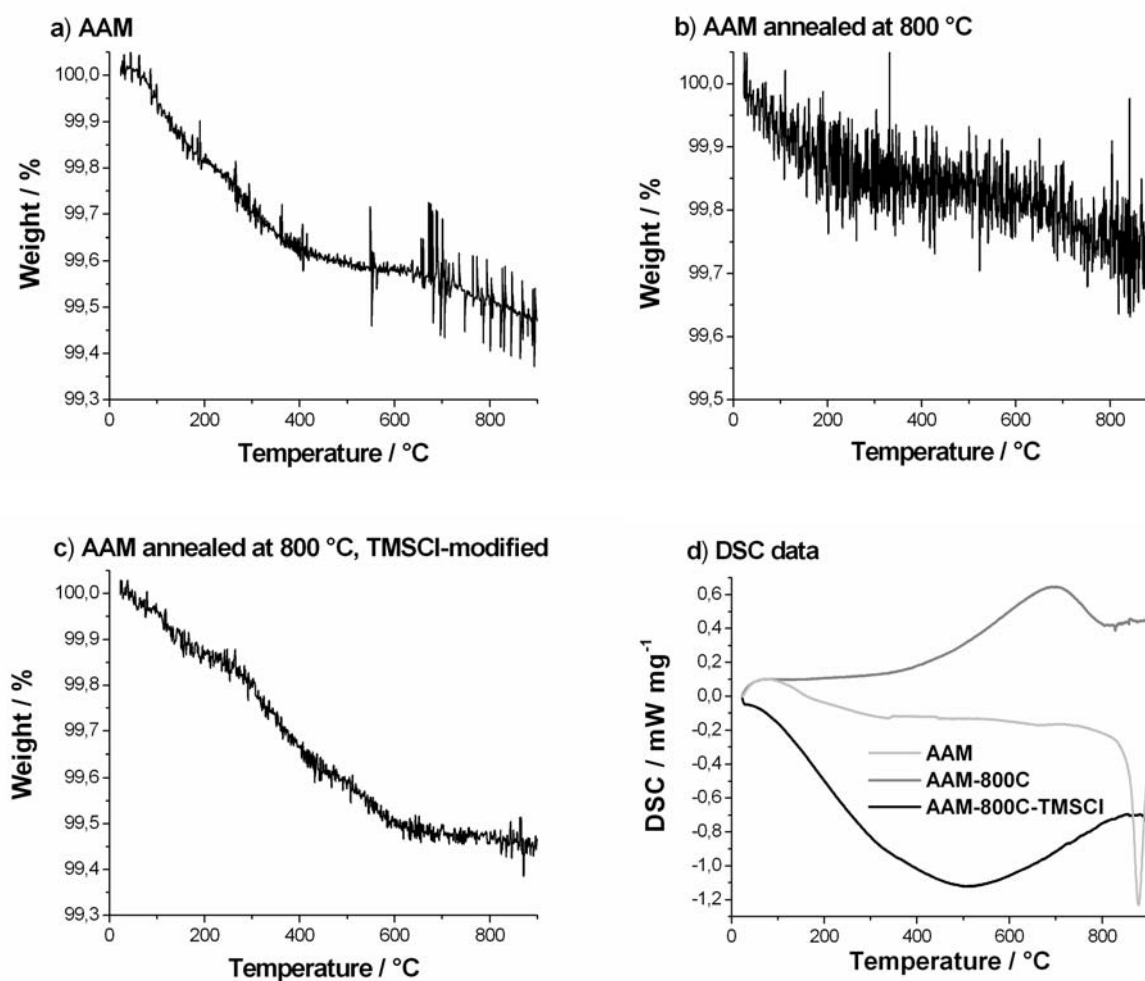 a) AAM
100,0
99,9
99,8
99,7
99,6
99,5
99,4
99,3
Weight / %
0 200 400 600 800
Temperature / °C
b) AAM annealed at 800 °C
100,0
99,9
99,8
99,7
99,6
99,5
Weight / %
0 200 400 600 800
Temperature / °C
c) AAM annealed at 800 °C, TMSCl-modified
100,0
99,9
99,8
99,7
99,6
99,5
99,4
99,3
Weight / %
0 200 400 600 800
Temperature / °C
d) DSC data
0,6
0,4
0,2
0,0
-0,2
-0,4
-0,6
-0,8
-1,0
-1,2
DSC / mW mg⁻¹
AAM
AAM-800C
AAM-800C-TMSCl
0 200 400 600 800
Temperature / °C